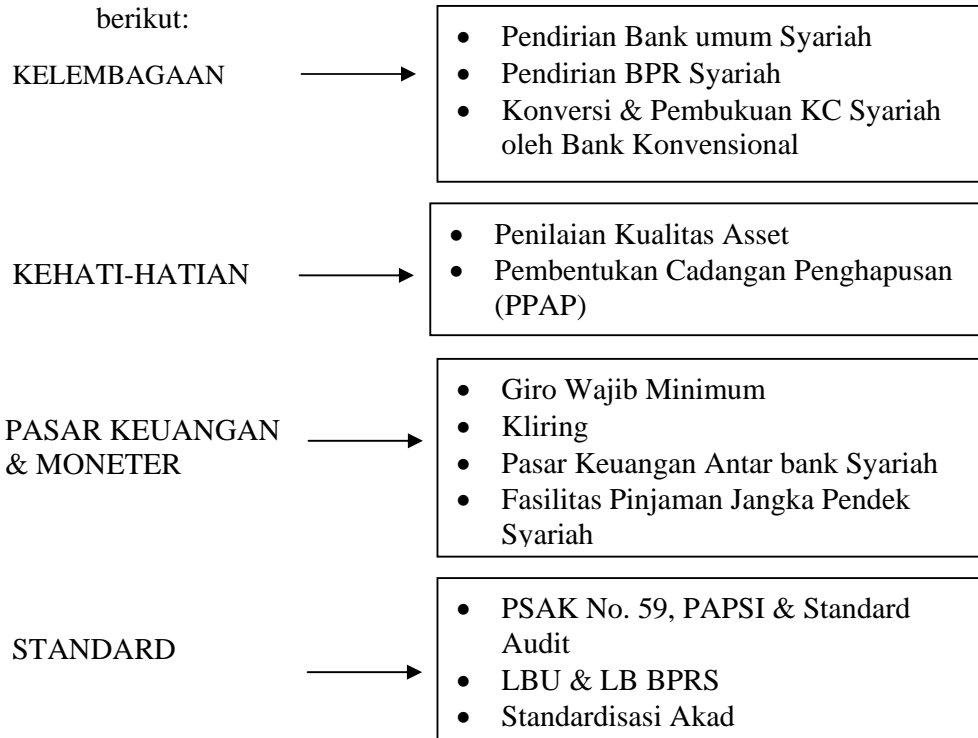 berikut:
KELEMBAGAAN
• Pendirian Bank umum Syariah
• Pendirian BPR Syariah
• Konversi & Pembukuan KC Syariah
oleh Bank Konvensional
KEHATI-HATIAN
• Penilaian Kualitas Asset
• Pembentukan Cadangan Penghapusan
(PPAP)
PASAR KEUANGAN
& MONETER
• Giro Wajib Minimum
• Kliring
• Pasar Keuangan Antar bank Syariah
• Fasilitas Pinjaman Jangka Pendek
Syariah
STANDARD
• PSAK No. 59, PAPSI & Standard
Audit
• LBU & LB BPRS
• Standardisasi Akad